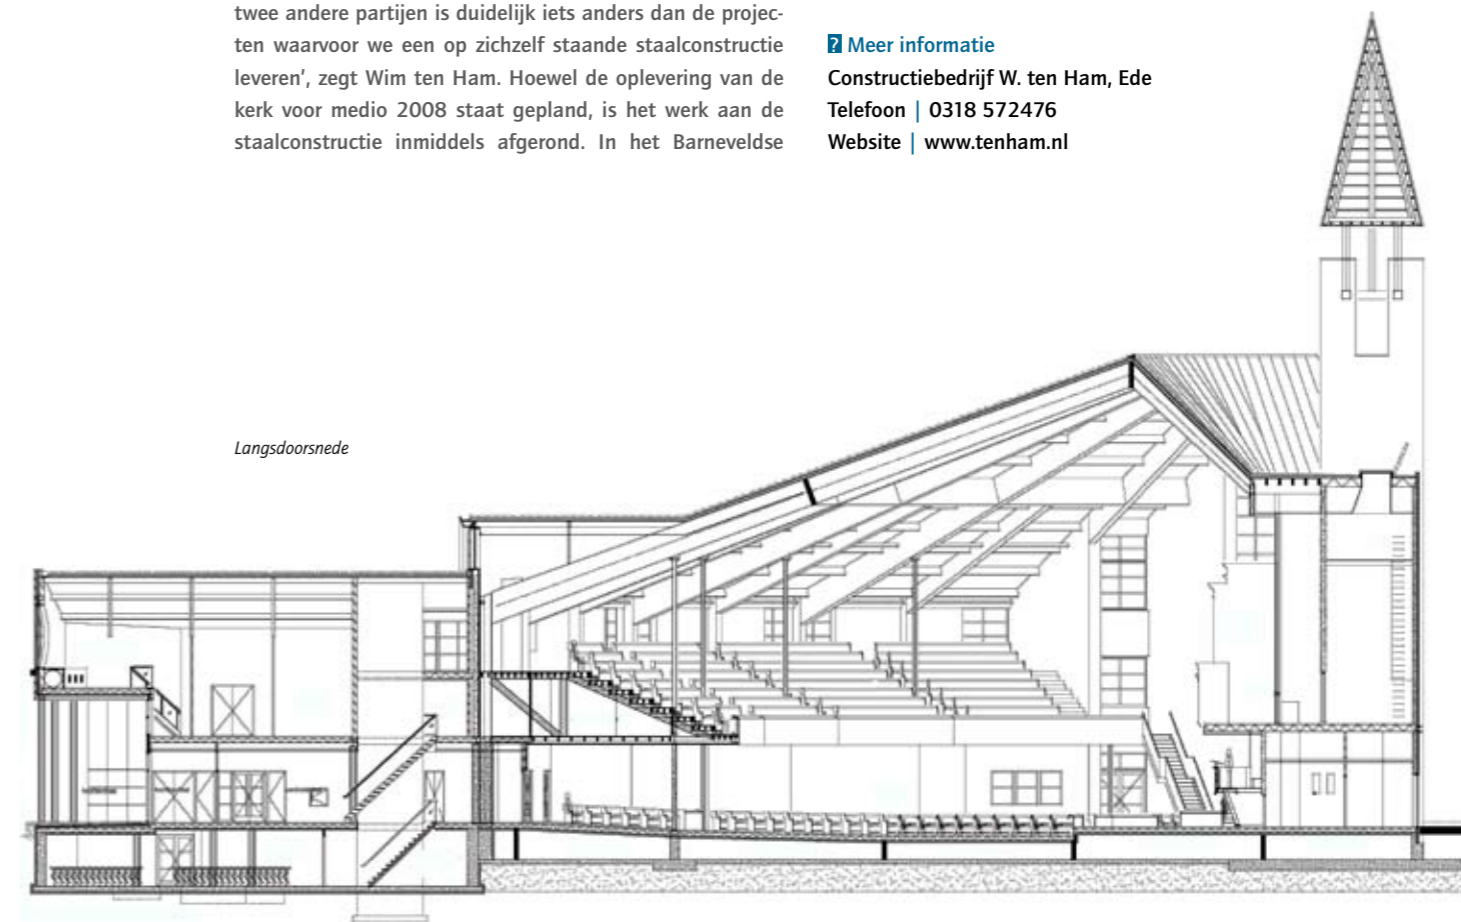 twee andere partijen is duidelijk iets anders dan de projec-
ten waarvoor we een op zichzelf staande staalconstructie
leveren’, zegt Wim ten Ham. Hoewel de oplevering van de
kerk voor medio 2008 staat gepland, is het werk aan de
staalconstructie inmiddels afgerond. In het Barneveldse
? Meer informatie
Constructiebedrijf W. ten Ham, Ede
Telefoon | 0318 572476
Website | www.tenham.nl
Langsdoorsnede